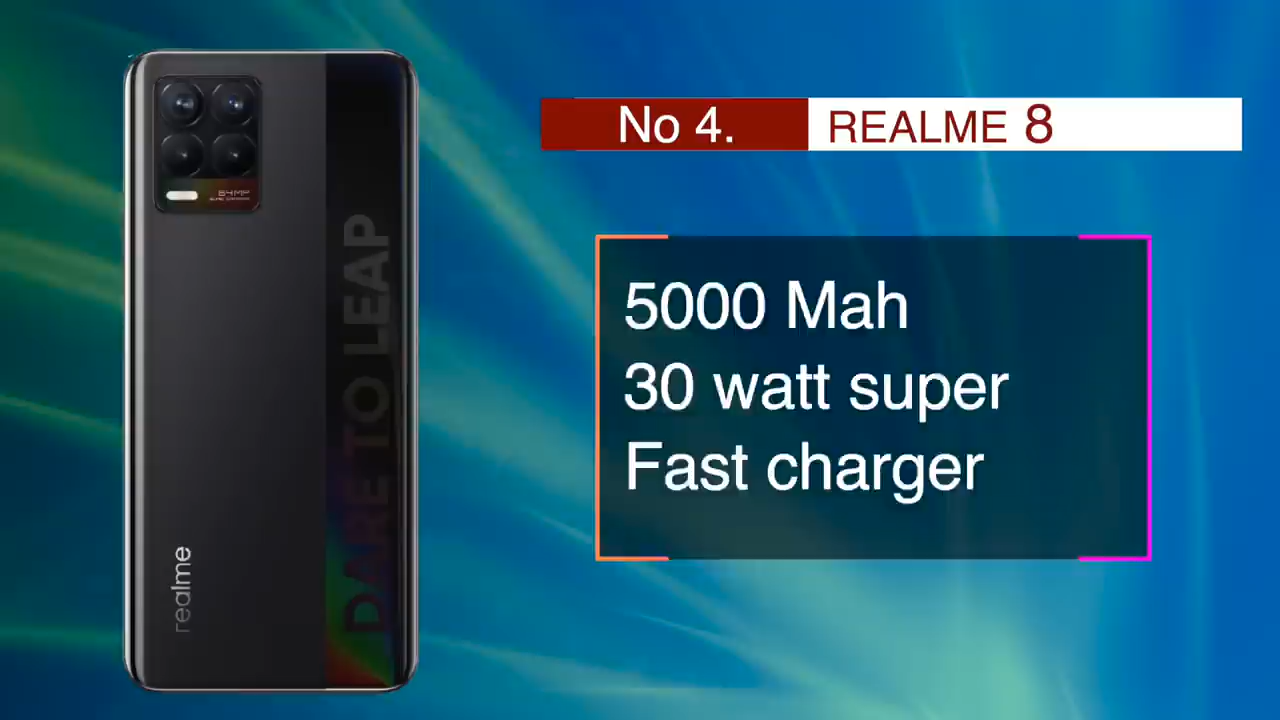 No 4. REALME 8
5000 Mah
30 watt super
Fast charger
64MP
DARE TO LEAP
realme